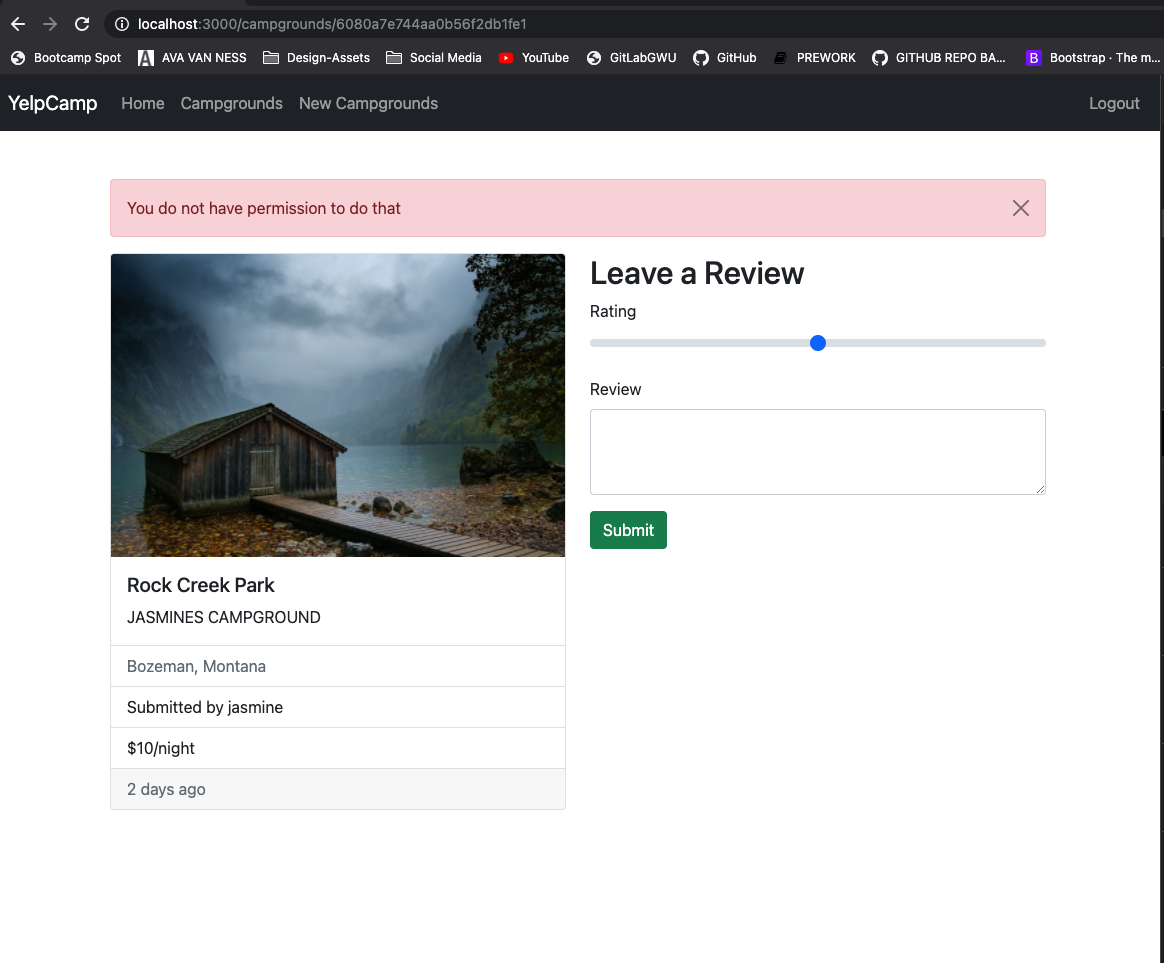 localhost:3000/campgrounds/6080a7e744aa0b56f2db1fe1
Bootcamp Spot AVA VAN NESS Design-Assets Social Media YouTube GitLabGWU GitHub PREWORK GITHUB REPO BA... B Bootstrap · The m...
YelpCamp Home Campgrounds New Campgrounds Logout
You do not have permission to do that
Leave a Review
Rating
Review
Submit
Rock Creek Park
JASMINES CAMPGROUND
Bozeman, Montana
Submitted by jasmine
$10/night
2 days ago